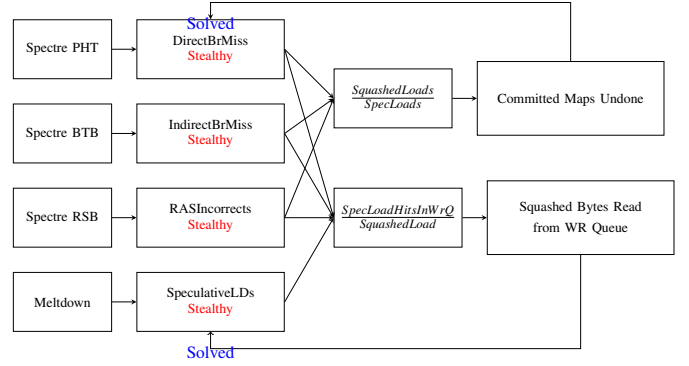 Solved
Spectre PHT
DirectBrMiss
Stealthy
SquashedLoads
SpecLoads
Committed Maps Undone
Spectre BTB
IndirectBrMiss
Stealthy
Spectre RSB
RASIncorrects
Stealthy
SpecLoadHitsInWrQ
SquashedLoad
Squashed Bytes Read
from WR Queue
Meltdown
SpeculativeLDs
Stealthy
Solved